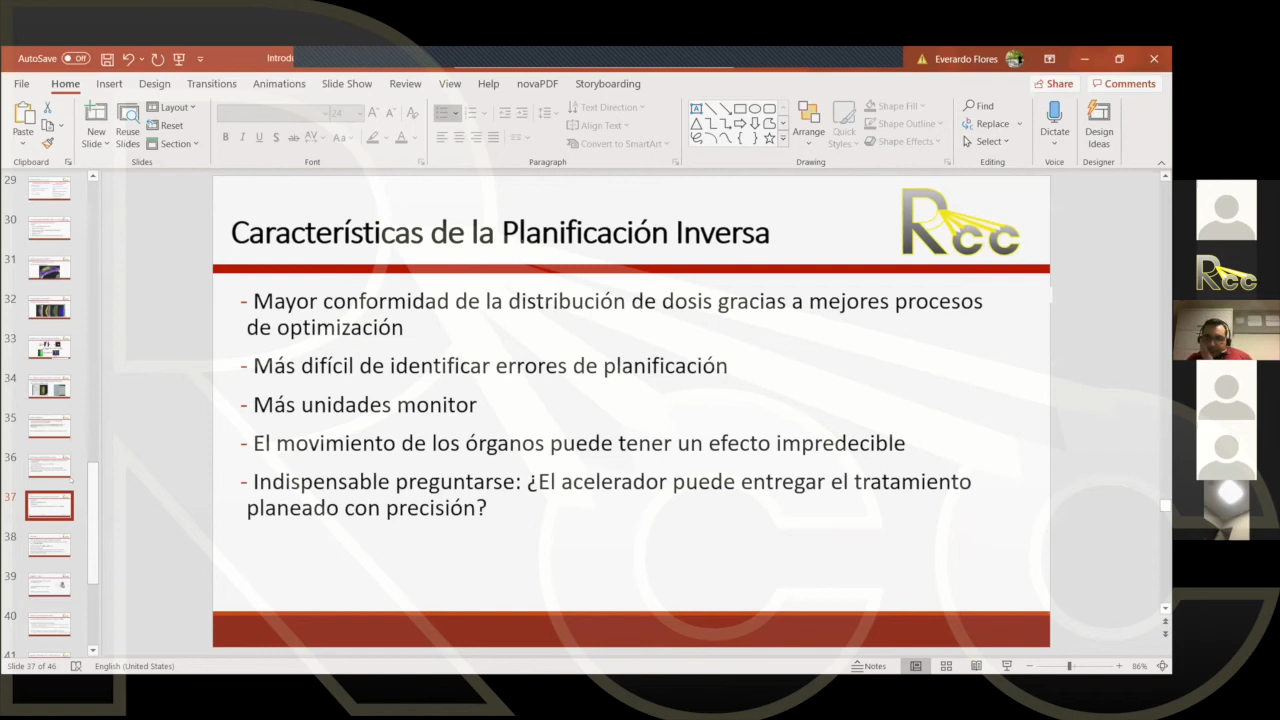 AutoSave Off Introdu Everardo Flores
File Home Insert Design Transitions Animations Slide Show Review View Help novaPDF Storyboarding Share Comments
Paste New Slide Reuse Slides Layout Reset Section 24 Text Direction Align Text Convert to SmartArt Arrange Quick Styles Shape Fill Shape Outline Shape Effects Find Replace Select Dictate Design Ideas
Clipboard Slides Font Paragraph Drawing Editing Voice Designer
29
30
31
32
33
34
35
36
37
38
39
40
41
Características de la Planificación Inversa
Rcc
- Mayor conformidad de la distribución de dosis gracias a mejores procesos
de optimización
- Más difícil de identificar errores de planificación
- Más unidades monitor
- El movimiento de los órganos puede tener un efecto impredecible
- Indispensable preguntarse: ¿El acelerador puede entregar el tratamiento
planeado con precisión?
Rcc
Slide 37 of 46 English (United States) Notes 86%